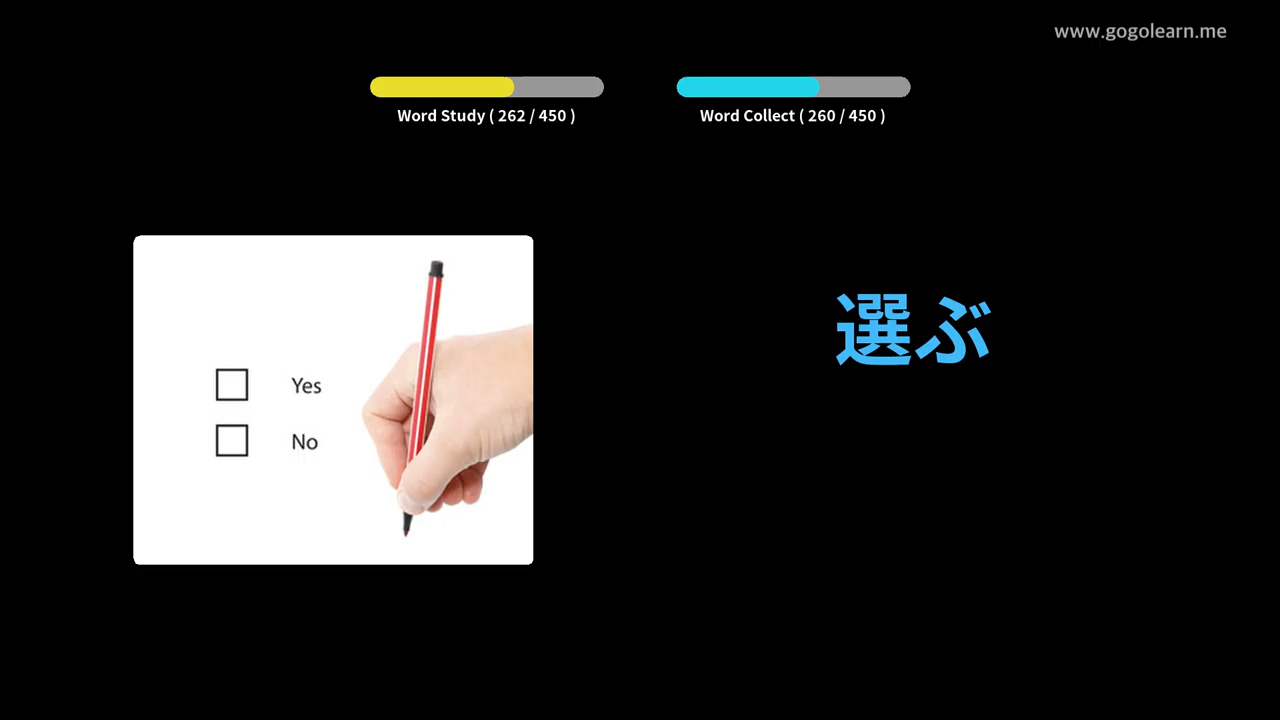 www.gogolearn.me
Word Study ( 262 / 450 )
Word Collect ( 260 / 450 )
Yes
No
選ぶ